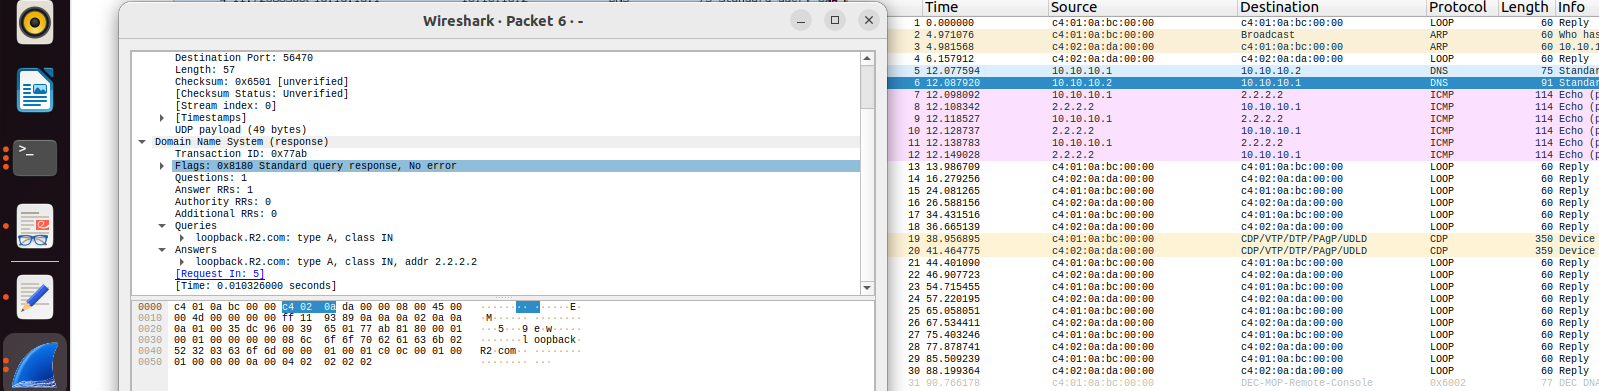 Wireshark · Packet 6 · -
Destination Port: 56470
Length: 57
Checksum: 0x6501 [unverified]
[Checksum Status: Unverified]
[Stream index: 0]
[Timestamps]
UDP payload (49 bytes)
Domain Name System (response)
Transaction ID: 0x77ab
Flags: 0x8180 Standard query response, No error
Questions: 1
Answer RRs: 1
Authority RRs: 0
Additional RRs: 0
Queries
loopback.R2.com: type A, class IN
Answers
loopback.R2.com: type A, class IN, addr 2.2.2.2
[Request In: 5]
[Time: 0.010326000 seconds]
0000 c4 01 0a bc 00 00 c4 02 0a da 00 00 08 00 45 00 ··············E·
0010 00 4d 00 00 00 00 ff 11 93 89 0a 0a 0a 02 0a 0a ·M··············
0020 0a 01 00 35 dc 96 00 39 65 01 77 ab 81 80 00 01 ···5···9e·w·····
0030 00 01 00 00 00 00 08 6c 6f 6f 70 62 61 63 6b 02 ·······loopback·
0040 52 32 03 63 6f 6d 00 00 01 00 01 c0 0c 00 01 00 R2·com··········
0050 01 00 00 00 0a 00 04 02 02 02 02 ···········
Time Source Destination Protocol Length Info
1 0.000000 c4:01:0a:bc:00:00 c4:01:0a:bc:00:00 LOOP 60 Reply
2 4.971076 c4:01:0a:bc:00:00 Broadcast ARP 60 Who has
3 4.981568 c4:02:0a:da:00:00 c4:01:0a:bc:00:00 ARP 60 10.10.1
4 6.157912 c4:02:0a:da:00:00 c4:02:0a:da:00:00 LOOP 60 Reply
5 12.077594 10.10.10.1 10.10.10.2 DNS 75 Standar
6 12.087920 10.10.10.2 10.10.10.1 DNS 91 Standar
7 12.098092 10.10.10.1 2.2.2.2 ICMP 114 Echo (p
8 12.108342 2.2.2.2 10.10.10.1 ICMP 114 Echo (p
9 12.118527 10.10.10.1 2.2.2.2 ICMP 114 Echo (p
10 12.128737 2.2.2.2 10.10.10.1 ICMP 114 Echo (p
11 12.138783 10.10.10.1 2.2.2.2 ICMP 114 Echo (p
12 12.149028 2.2.2.2 10.10.10.1 ICMP 114 Echo (p
13 13.986709 c4:01:0a:bc:00:00 c4:01:0a:bc:00:00 LOOP 60 Reply
14 16.279256 c4:02:0a:da:00:00 c4:02:0a:da:00:00 LOOP 60 Reply
15 24.081265 c4:01:0a:bc:00:00 c4:01:0a:bc:00:00 LOOP 60 Reply
16 26.588156 c4:02:0a:da:00:00 c4:02:0a:da:00:00 LOOP 60 Reply
17 34.431516 c4:01:0a:bc:00:00 c4:01:0a:bc:00:00 LOOP 60 Reply
18 36.665139 c4:02:0a:da:00:00 c4:02:0a:da:00:00 LOOP 60 Reply
19 38.956895 c4:01:0a:bc:00:00 CDP/VTP/DTP/PAgP/UDLD CDP 350 Device
20 41.464775 c4:02:0a:da:00:00 CDP/VTP/DTP/PAgP/UDLD CDP 359 Device
21 44.401090 c4:01:0a:bc:00:00 c4:01:0a:bc:00:00 LOOP 60 Reply
22 46.907723 c4:02:0a:da:00:00 c4:02:0a:da:00:00 LOOP 60 Reply
23 54.715455 c4:01:0a:bc:00:00 c4:01:0a:bc:00:00 LOOP 60 Reply
24 57.220195 c4:02:0a:da:00:00 c4:02:0a:da:00:00 LOOP 60 Reply
25 65.058051 c4:01:0a:bc:00:00 c4:01:0a:bc:00:00 LOOP 60 Reply
26 67.534411 c4:02:0a:da:00:00 c4:02:0a:da:00:00 LOOP 60 Reply
27 75.403246 c4:01:0a:bc:00:00 c4:01:0a:bc:00:00 LOOP 60 Reply
28 77.878741 c4:02:0a:da:00:00 c4:02:0a:da:00:00 LOOP 60 Reply
29 85.509239 c4:01:0a:bc:00:00 c4:01:0a:bc:00:00 LOOP 60 Reply
30 88.199364 c4:02:0a:da:00:00 c4:02:0a:da:00:00 LOOP 60 Reply
31 90.766178 c4:01:0a:bc:00:00 DEC-MOP-Remote-Console 0x6002 77 DEC DNA